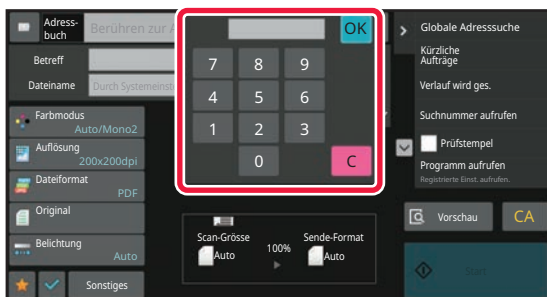 Adress-
buch
Berühren zur A
Betreff
Dateiname
Durch Systemeinst
OK
7 8 9
4 5 6
1 2 3
0 C
Farbmodus
Auto/Mono2
Auflösung
200x200dpi
Dateiformat
PDF
Original
Belichtung
Auto
Sonstiges
Scan-Grösse
Auto
100%
Sende-Format
Auto
Globale Adresssuche
Kürzliche
Aufträge
Verlauf wird ges.
Suchnummer aufrufen
Prüfstempel
Programm aufrufen
Registrierte Einst. aufrufen.
Vorschau
CA
Start